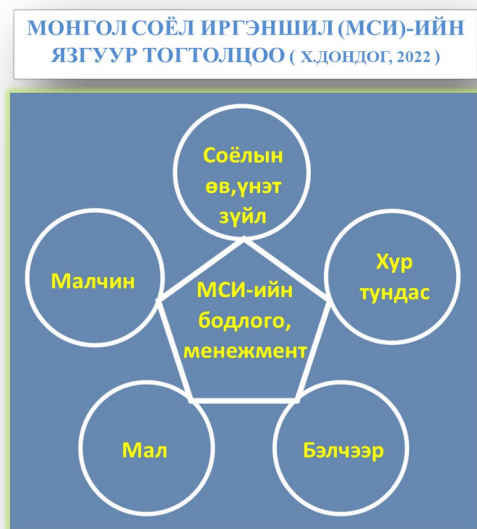 МОНГОЛ СОЁЛ ИРГЭНШИЛ (МСИ)-ИЙН
ЯЗГУУР ТОГТОЛЦОО ( Х.ДОНДОГ, 2022 )
Соёлын
өв,үнэт
зүйл
Малчин
Хур
тундас
МСИ-ийн
бодлого,
менежмент
Мал
Бэлчээр